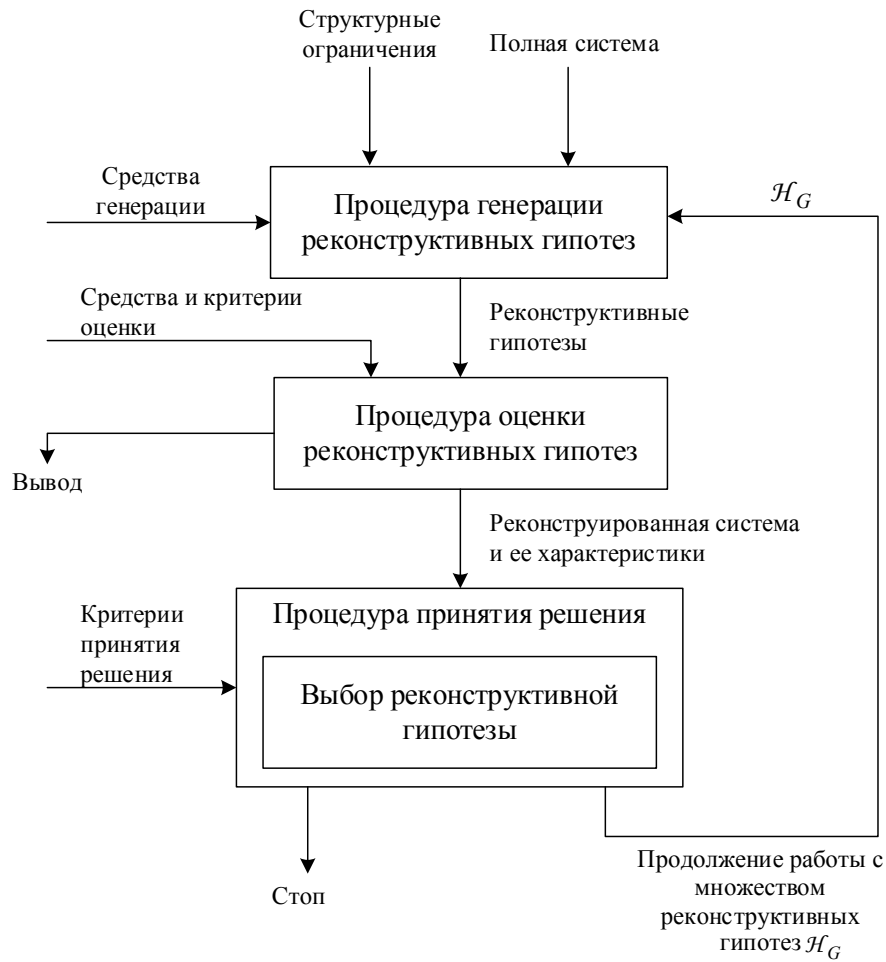 Структурные
ограничения
Полная система
Средства
генерации
Процедура генерации
реконструктивных гипотез
ℋG
Средства и критерии
оценки
Реконструктивные
гипотезы
Процедура оценки
реконструктивных гипотез
Вывод
Реконструированная система
и ее характеристики
Критерии
принятия
решения
Процедура принятия решения
Выбор реконструктивной
гипотезы
Стоп
Продолжение работы с
множеством
реконструктивных
гипотез ℋG